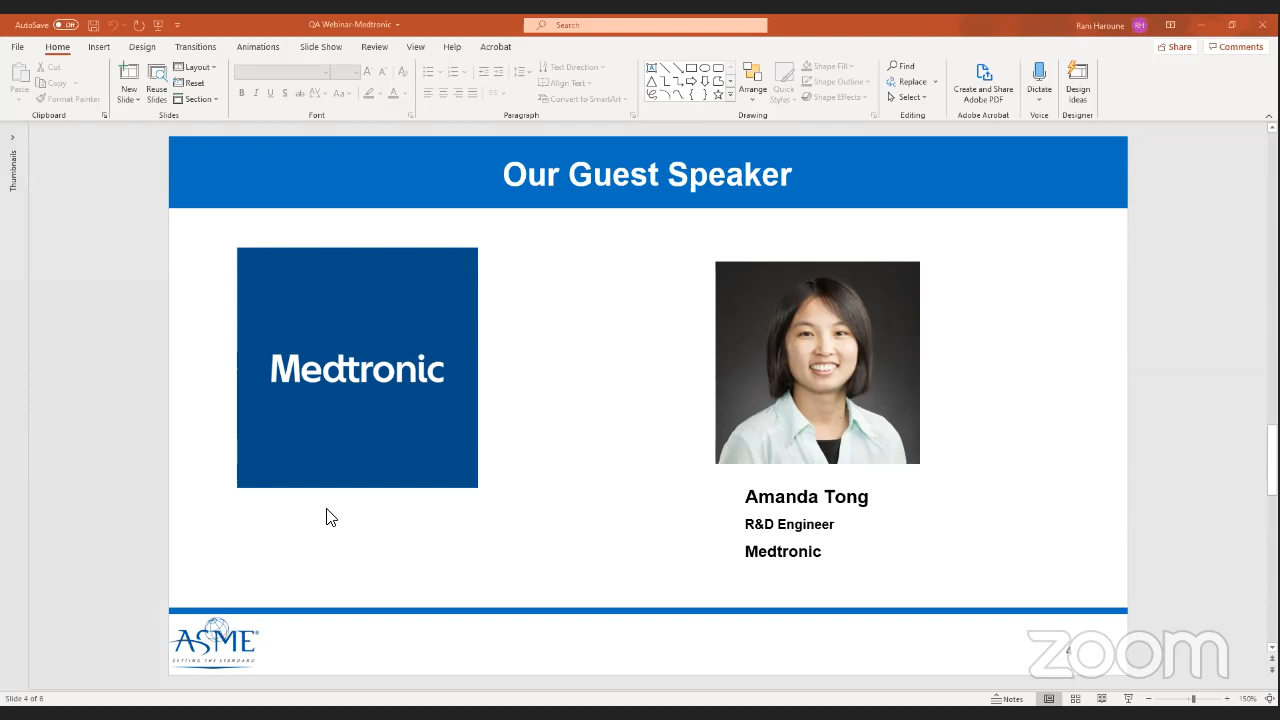 AutoSave Off
QA Webinar-Medtronic
Search
Rani Haroune RH
File Home Insert Design Transitions Animations Slide Show Review View Help Acrobat
Share Comments
Paste
Cut
Copy
Format Painter
Clipboard
New Slide
Reuse Slides
Layout
Reset
Section
Slides
B I U S ab AV Aa A
Font
Text Direction
Align Text
Convert to SmartArt
Paragraph
Arrange
Quick Styles
Shape Fill
Shape Outline
Shape Effects
Drawing
Find
Replace
Select
Editing
Create and Share Adobe PDF
Adobe Acrobat
Dictate
Voice
Design Ideas
Designer
Thumbnails
Our Guest Speaker
Medtronic
Amanda Tong
R&D Engineer
Medtronic
ASME
SETTING THE STANDARD
4
zoom
Slide 4 of 6
Notes
150%